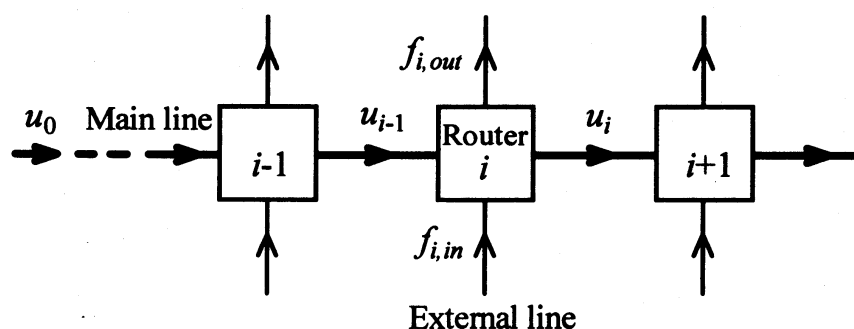 f_{i,out}
u_0 Main line u_{i-1} Router u_i
i-1 i i+1
f_{i,in}
External line